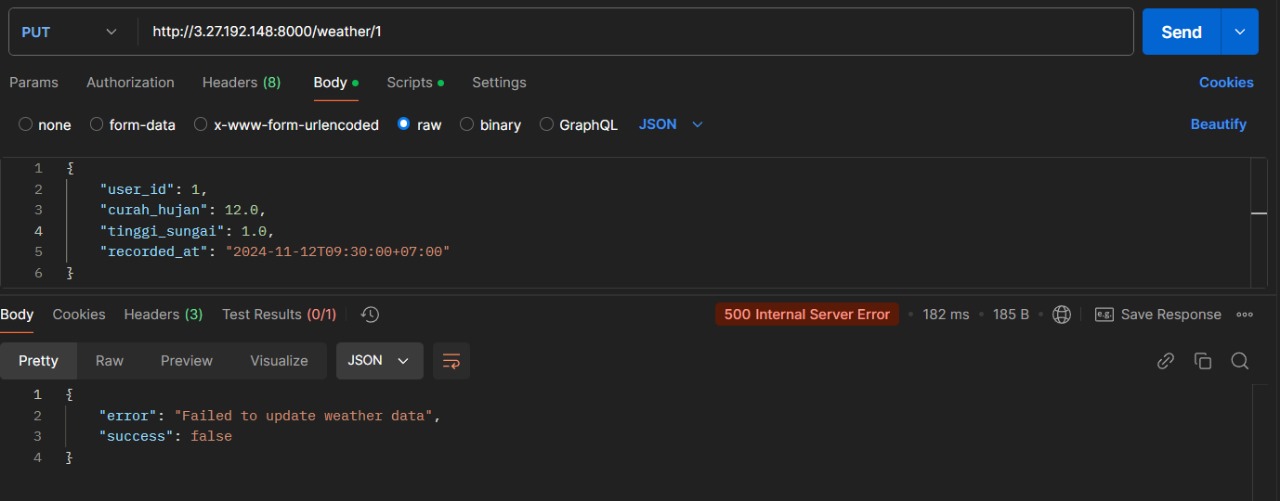 PUT http://3.27.192.148:8000/weather/1 Send
Params Authorization Headers (8) Body Scripts Settings Cookies
none form-data x-www-form-urlencoded raw binary GraphQL JSON Beautify
1 {
2 "user_id": 1,
3 "curah_hujan": 12.0,
4 "tinggi_sungai": 1.0,
5 "recorded_at": "2024-11-12T09:30:00+07:00"
6 }
Body Cookies Headers (3) Test Results (0/1) 500 Internal Server Error 182 ms 185 B e.g. Save Response
Pretty Raw Preview Visualize JSON
1 {
2 "error": "Failed to update weather data",
3 "success": false
4 }